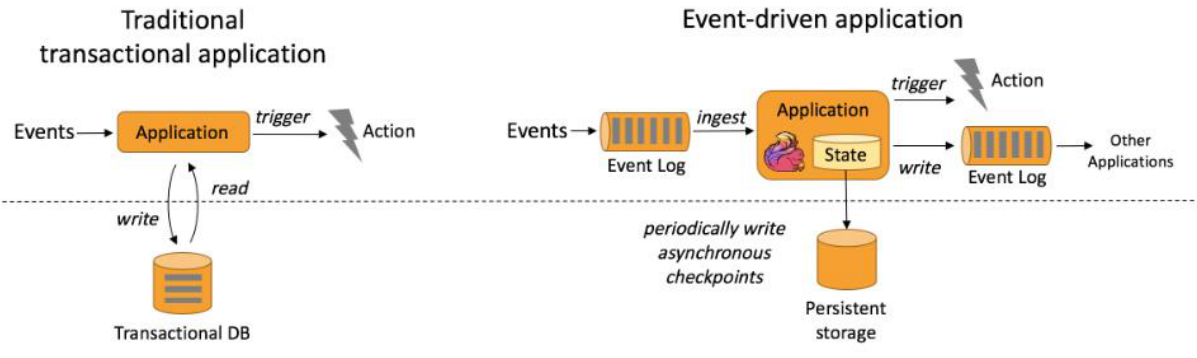 Traditional
transactional application
Events
Application
trigger
Action
write
read
Transactional DB
Event-driven application
Events
Event Log
ingest
Application
State
trigger
Action
write
Event Log
Other
Applications
periodically write
asynchronous
checkpoints
Persistent
storage